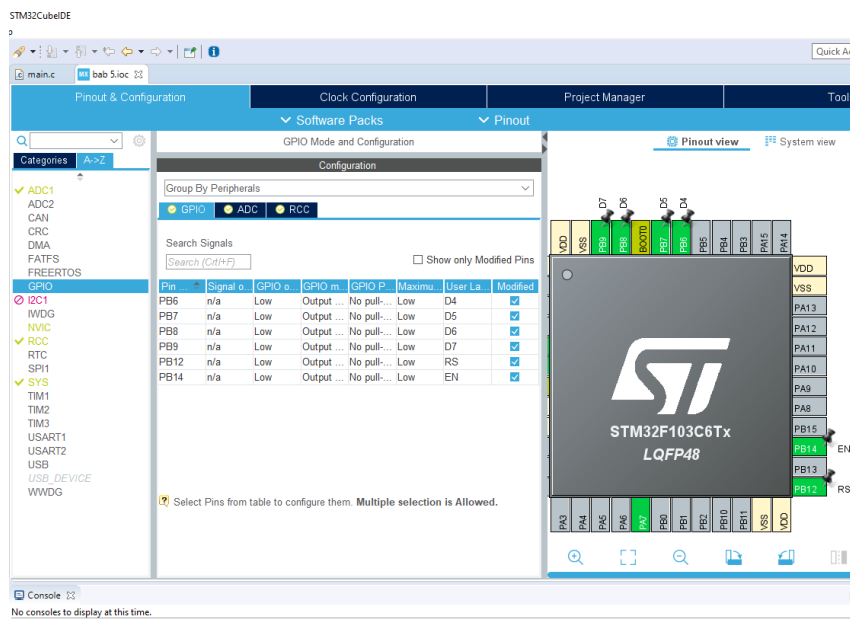 STM32CubeIDE
Quick Ac
main.c
MX bab 5.ioc
Pinout & Configuration
Clock Configuration
Project Manager
Tool
Software Packs
Pinout
GPIO Mode and Configuration
Pinout view
System view
Categories A->Z
ADC1
ADC2
CAN
CRC
DMA
FATFS
FREERTOS
GPIO
I2C1
IWDG
NVIC
RCC
RTC
SPI1
SYS
TIM1
TIM2
TIM3
USART1
USART2
USB
USB_DEVICE
WWDG
Configuration
Group By Peripherals
GPIO ADC RCC
Search Signals
Search (Crtl+F)
Show only Modified Pins
Pin ... Signal o... GPIO o... GPIO m... GPIO P... Maximu... User La... Modified
PB6 n/a Low Output ... No pull-... Low D4
PB7 n/a Low Output ... No pull-... Low D5
PB8 n/a Low Output ... No pull-... Low D6
PB9 n/a Low Output ... No pull-... Low D7
PB12 n/a Low Output ... No pull-... Low RS
PB14 n/a Low Output ... No pull-... Low EN
Select Pins from table to configure them. Multiple selection is Allowed.
D7 D6 D5 D4
VDD VSS PB9 PB8 BOOT0 PB7 PB6 PB5 PB4 PB3 PA15 PA14
VDD
VSS
PA13
PA12
PA11
PA10
PA9
PA8
PB15
PB14 EN
PB13
PB12 RS
STM32F103C6Tx
LQFP48
PA3 PA4 PA5 PA6 PA7 PB0 PB1 PB2 PB10 PB11 VSS VDD
Console
No consoles to display at this time.